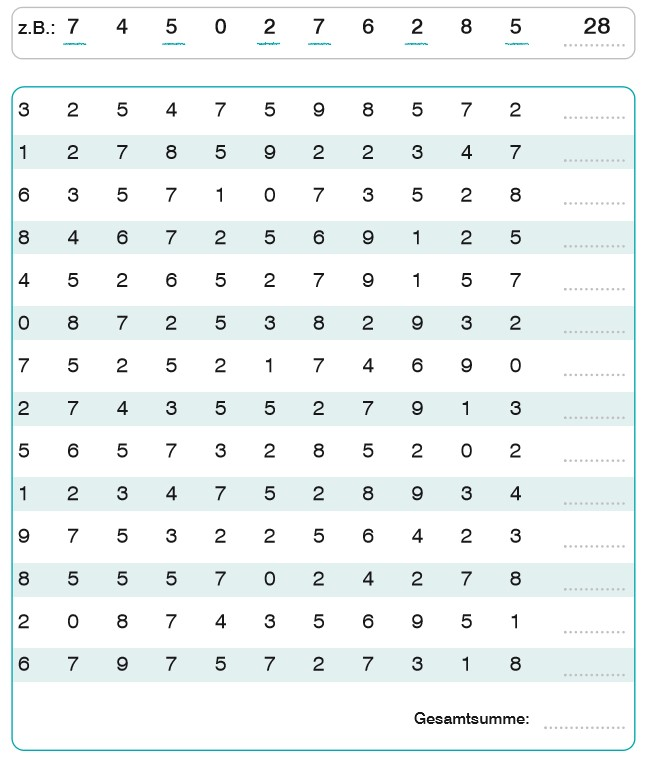 z.B.: 7 4 5 0 2 7 6 2 8 5 28
3 2 5 4 7 5 9 8 5 7 2
1 2 7 8 5 9 2 2 3 4 7
6 3 5 7 1 0 7 3 5 2 8
8 4 6 7 2 5 6 9 1 2 5
4 5 2 6 5 2 7 9 1 5 7
0 8 7 2 5 3 8 2 9 3 2
7 5 2 5 2 1 7 4 6 9 0
2 7 4 3 5 5 2 7 9 1 3
5 6 5 7 3 2 8 5 2 0 2
1 2 3 4 7 5 2 8 9 3 4
9 7 5 3 2 2 5 6 4 2 3
8 5 5 5 7 0 2 4 2 7 8
2 0 8 7 4 3 5 6 9 5 1
6 7 9 7 5 7 2 7 3 1 8
Gesamtsumme: